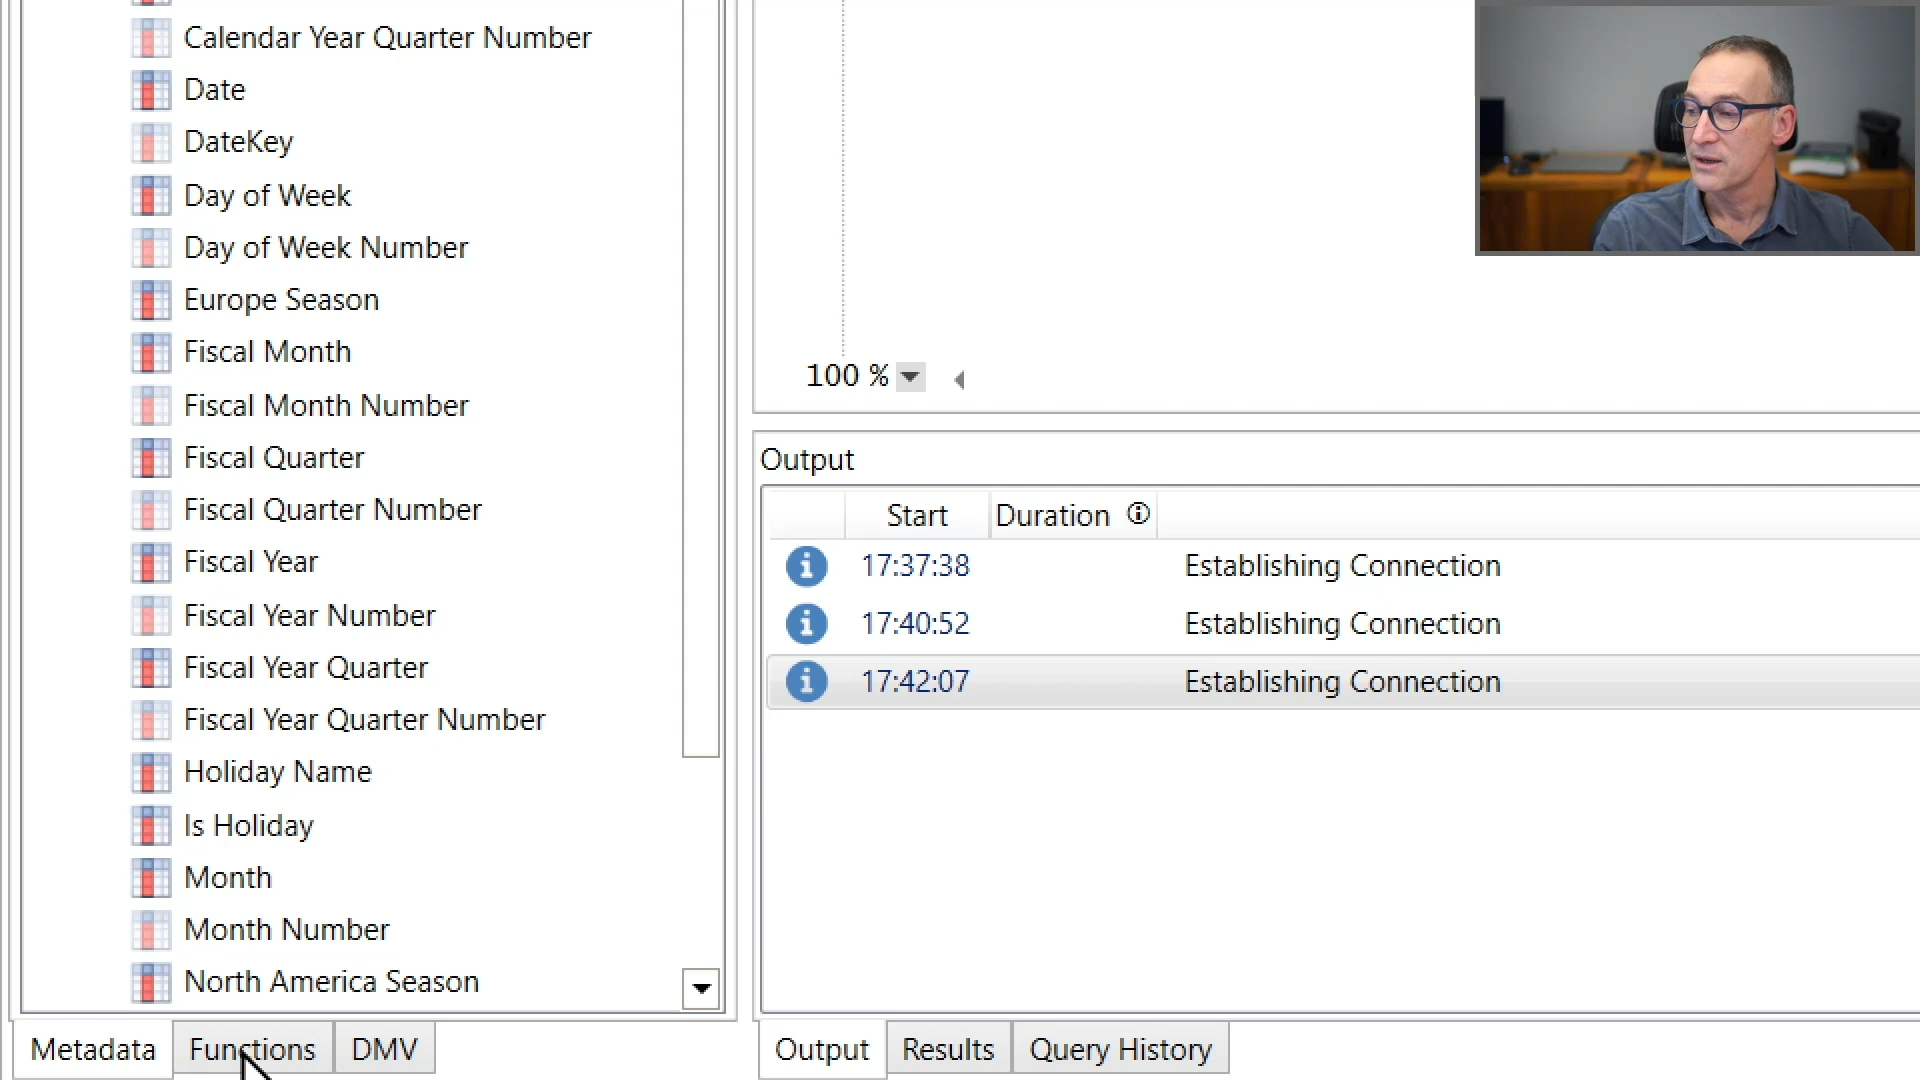 Calendar Year Quarter Number
Date
DateKey
Day of Week
Day of Week Number
Europe Season
Fiscal Month
Fiscal Month Number
Fiscal Quarter
Fiscal Quarter Number
Fiscal Year
Fiscal Year Number
Fiscal Year Quarter
Fiscal Year Quarter Number
Holiday Name
Is Holiday
Month
Month Number
North America Season
Metadata Functions DMV
100 %
Output
Start Duration
17:37:38 Establishing Connection
17:40:52 Establishing Connection
17:42:07 Establishing Connection
Output Results Query History